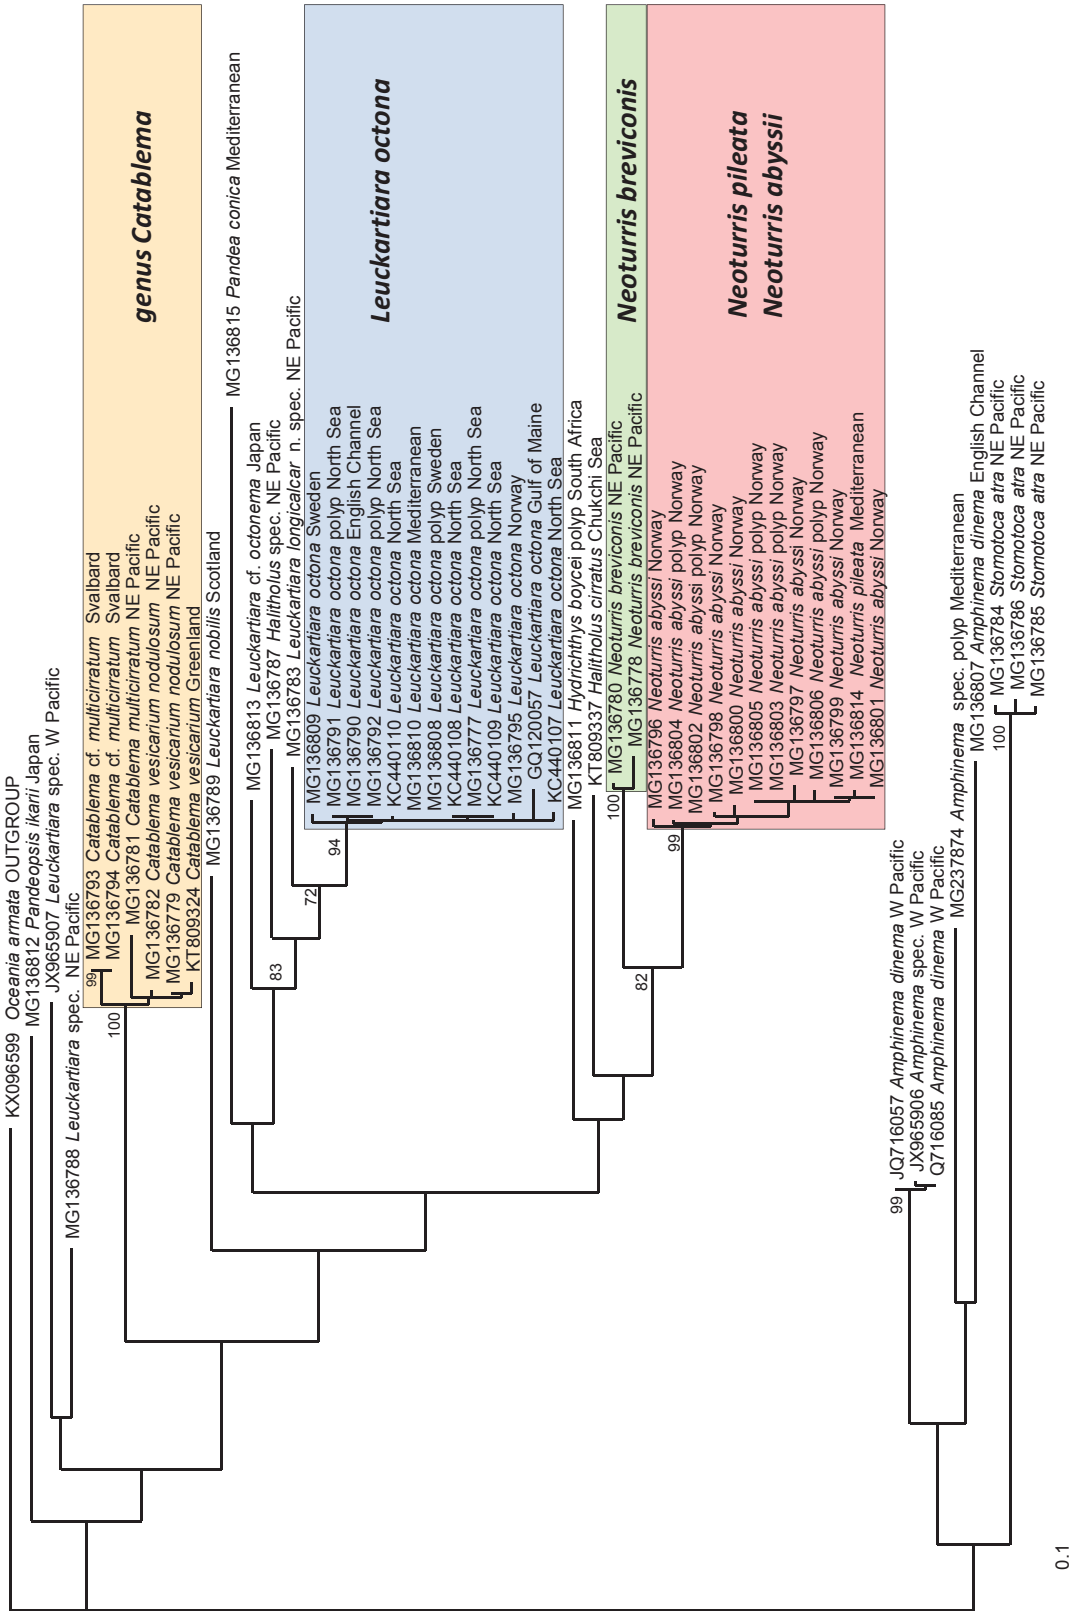 KX096599 Oceania armata OUTGROUP
MG136812 Pandeopsis ikarii Japan
JX965907 Leuckartiara spec. W Pacific
MG136788 Leuckartiara spec. NE Pacific
99
MG136793 Catablema cf. multicirratum Svalbard
MG136794 Catablema cf. multicirratum Svalbard
100
MG136781 Catablema multicirratum NE Pacific
MG136782 Catablema vesicarium nodulosum NE Pacific
MG136779 Catablema vesicarium nodulosum NE Pacific
KT809324 Catablema vesicarium Greenland
genus Catablema
MG136789 Leuckartiara nobilis Scotland
MG136815 Pandea conica Mediterranean
MG136813 Leuckartiara cf. octonema Japan
83
MG136787 Halitholus spec. NE Pacific
MG136783 Leuckartiara longicalcar n. spec. NE Pacific
72
94
MG136809 Leuckartiara octona Sweden
MG136791 Leuckartiara octona polyp North Sea
MG136790 Leuckartiara octona English Channel
MG136792 Leuckartiara octona polyp North Sea
KC440110 Leuckartiara octona North Sea
MG136810 Leuckartiara octona Mediterranean
MG136808 Leuckartiara octona polyp Sweden
KC440108 Leuckartiara octona North Sea
MG136777 Leuckartiara octona polyp North Sea
KC440109 Leuckartiara octona North Sea
MG136795 Leuckartiara octona Norway
GQ120057 Leuckartiara octona Gulf of Maine
KC440107 Leuckartiara octona North Sea
Leuckartiara octona
MG136811 Hydrichthys boycei polyp South Africa
KT809337 Halitholus cirratus Chukchi Sea
100
MG136780 Neoturris breviconis NE Pacific
MG136778 Neoturris breviconis NE Pacific
Neoturris breviconis
82
99
MG136796 Neoturris abyssi Norway
MG136804 Neoturris abyssi polyp Norway
MG136802 Neoturris abyssi polyp Norway
MG136798 Neoturris abyssi Norway
MG136800 Neoturris abyssi Norway
MG136805 Neoturris abyssi polyp Norway
MG136803 Neoturris abyssi polyp Norway
MG136797 Neoturris abyssi Norway
MG136806 Neoturris abyssi polyp Norway
MG136799 Neoturris abyssi Norway
MG136814 Neoturris pileata Mediterranean
MG136801 Neoturris abyssi Norway
Neoturris pileata
Neoturris abyssii
99
JQ716057 Amphinema dinema W Pacific
JX965906 Amphinema spec. W Pacific
Q716085 Amphinema dinema W Pacific
MG237874 Amphinema spec. polyp Mediterranean
MG136807 Amphinema dinema English Channel
100
MG136784 Stomotoca atra NE Pacific
MG136786 Stomotoca atra NE Pacific
MG136785 Stomotoca atra NE Pacific
0.1